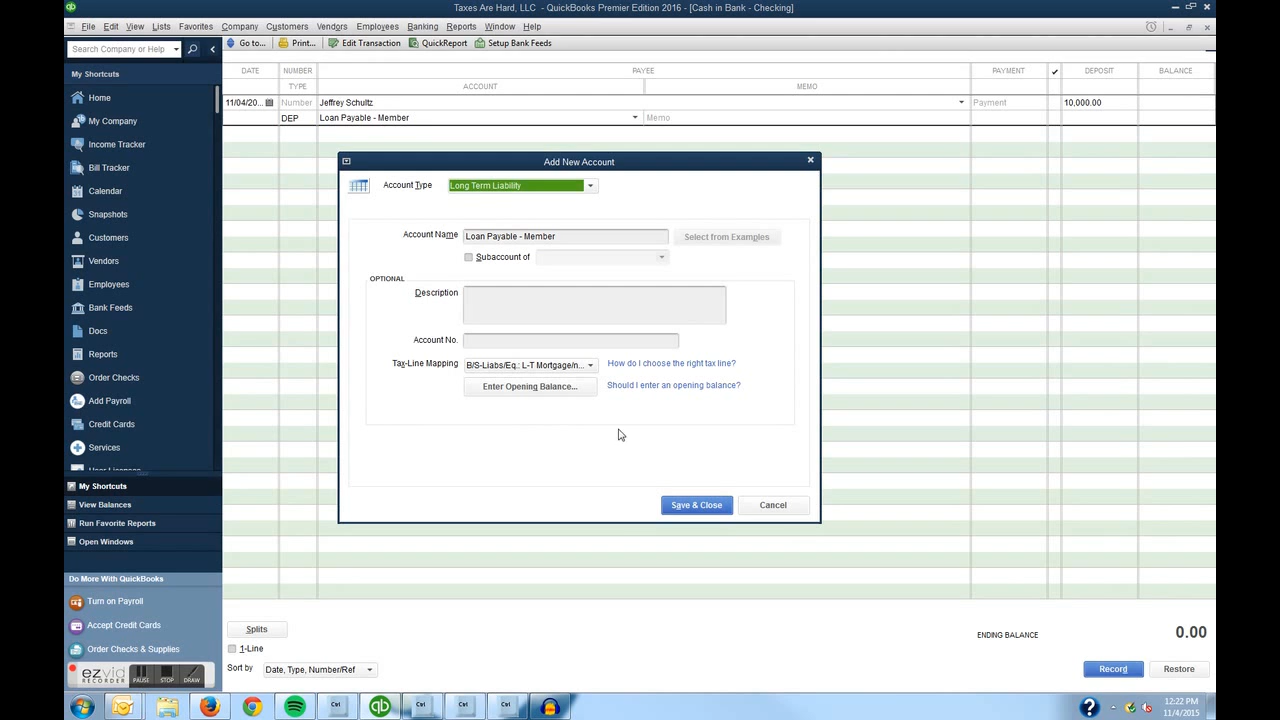 Taxes Are Hard, LLC - QuickBooks Premier Edition 2016 - [Cash in Bank - Checking]
File Edit View Lists Favorites Company Customers Vendors Employees Banking Reports Window Help
Search Company or Help
Go to... Print... Edit Transaction QuickReport Setup Bank Feeds
My Shortcuts
Home
My Company
Income Tracker
Bill Tracker
Calendar
Snapshots
Customers
Vendors
Employees
Bank Feeds
Docs
Reports
Order Checks
Add Payroll
Credit Cards
Services
User Licenses
My Shortcuts
View Balances
Run Favorite Reports
Open Windows
Do More With QuickBooks
Turn on Payroll
Accept Credit Cards
Order Checks & Supplies
ezvid
RECORDER
PAUSE STOP DRAW
DATE NUMBER PAYEE PAYMENT ✓ DEPOSIT BALANCE
TYPE ACCOUNT MEMO
11/04/20... Number Jeffrey Schultz Payment 10,000.00
DEP Loan Payable - Member Memo
Add New Account
Account Type Long Term Liability
Account Name Loan Payable - Member Select from Examples
Subaccount of
OPTIONAL
Description
Account No.
Tax-Line Mapping B/S-Liabs/Eq.: L-T Mortgage/n... How do I choose the right tax line?
Enter Opening Balance... Should I enter an opening balance?
Save & Close Cancel
Splits
1-Line
Sort by Date, Type, Number/Ref
ENDING BALANCE 0.00
Record Restore
Ctrl Ctrl Ctrl Ctrl
12:22 PM
11/4/2015